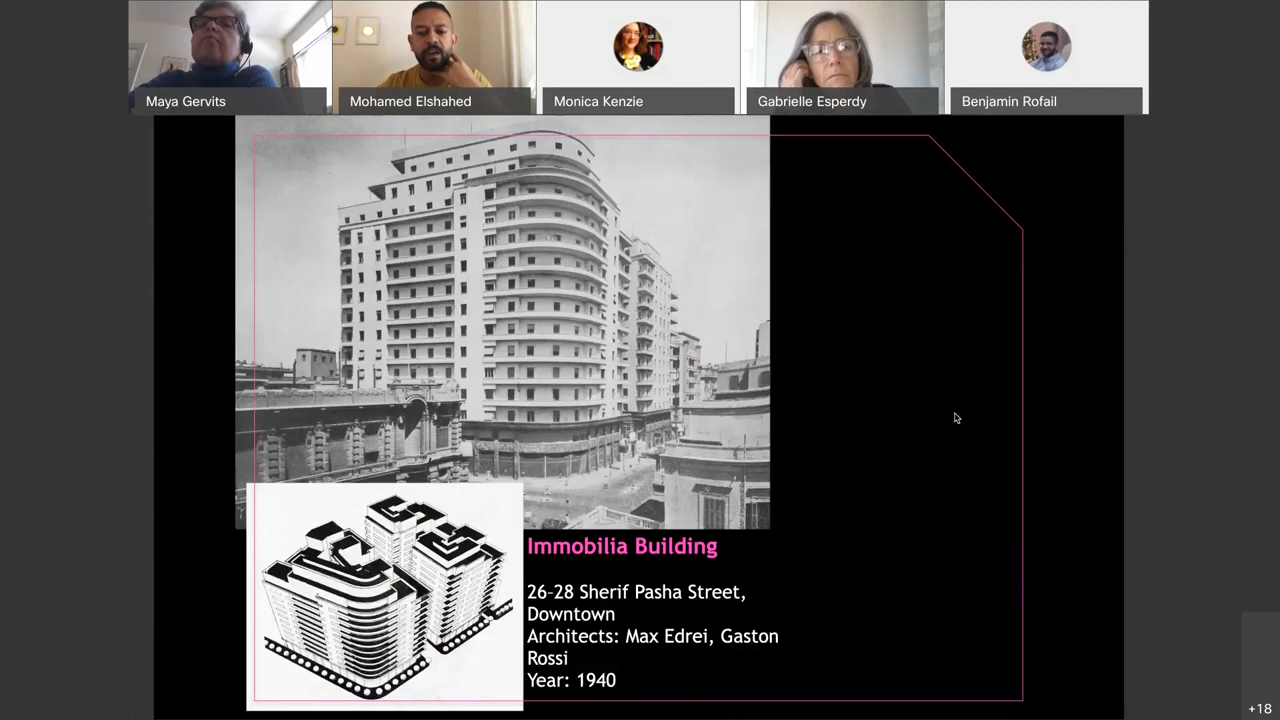 Maya Gervits
Mohamed Elshahed
Monica Kenzie
Gabrielle Esperdy
Benjamin Rofail
Immobilia Building
26-28 Sherif Pasha Street,
Downtown
Architects: Max Edrei, Gaston
Rossi
Year: 1940
+18